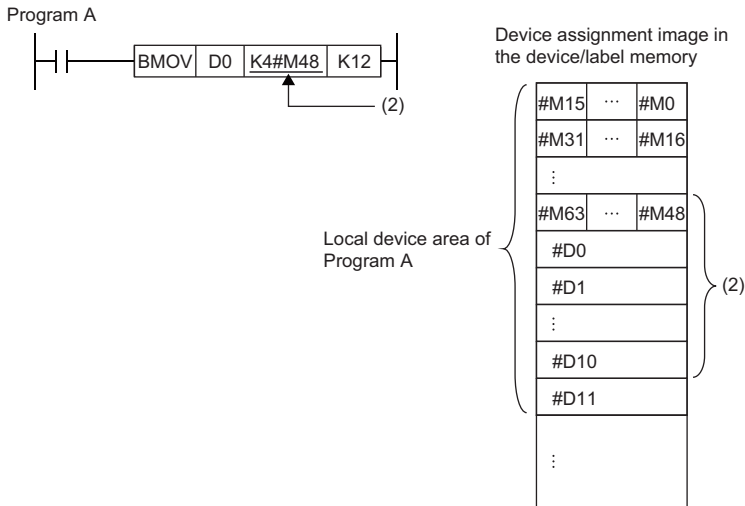 Program A
BMOV D0 K4#M48 K12
(2)
Device assignment image in
the device/label memory
#M15 ⋯ #M0
#M31 ⋯ #M16
⋮
#M63 ⋯ #M48
#D0
#D1
⋮
#D10
#D11
⋮
Local device area of
Program A
(2)